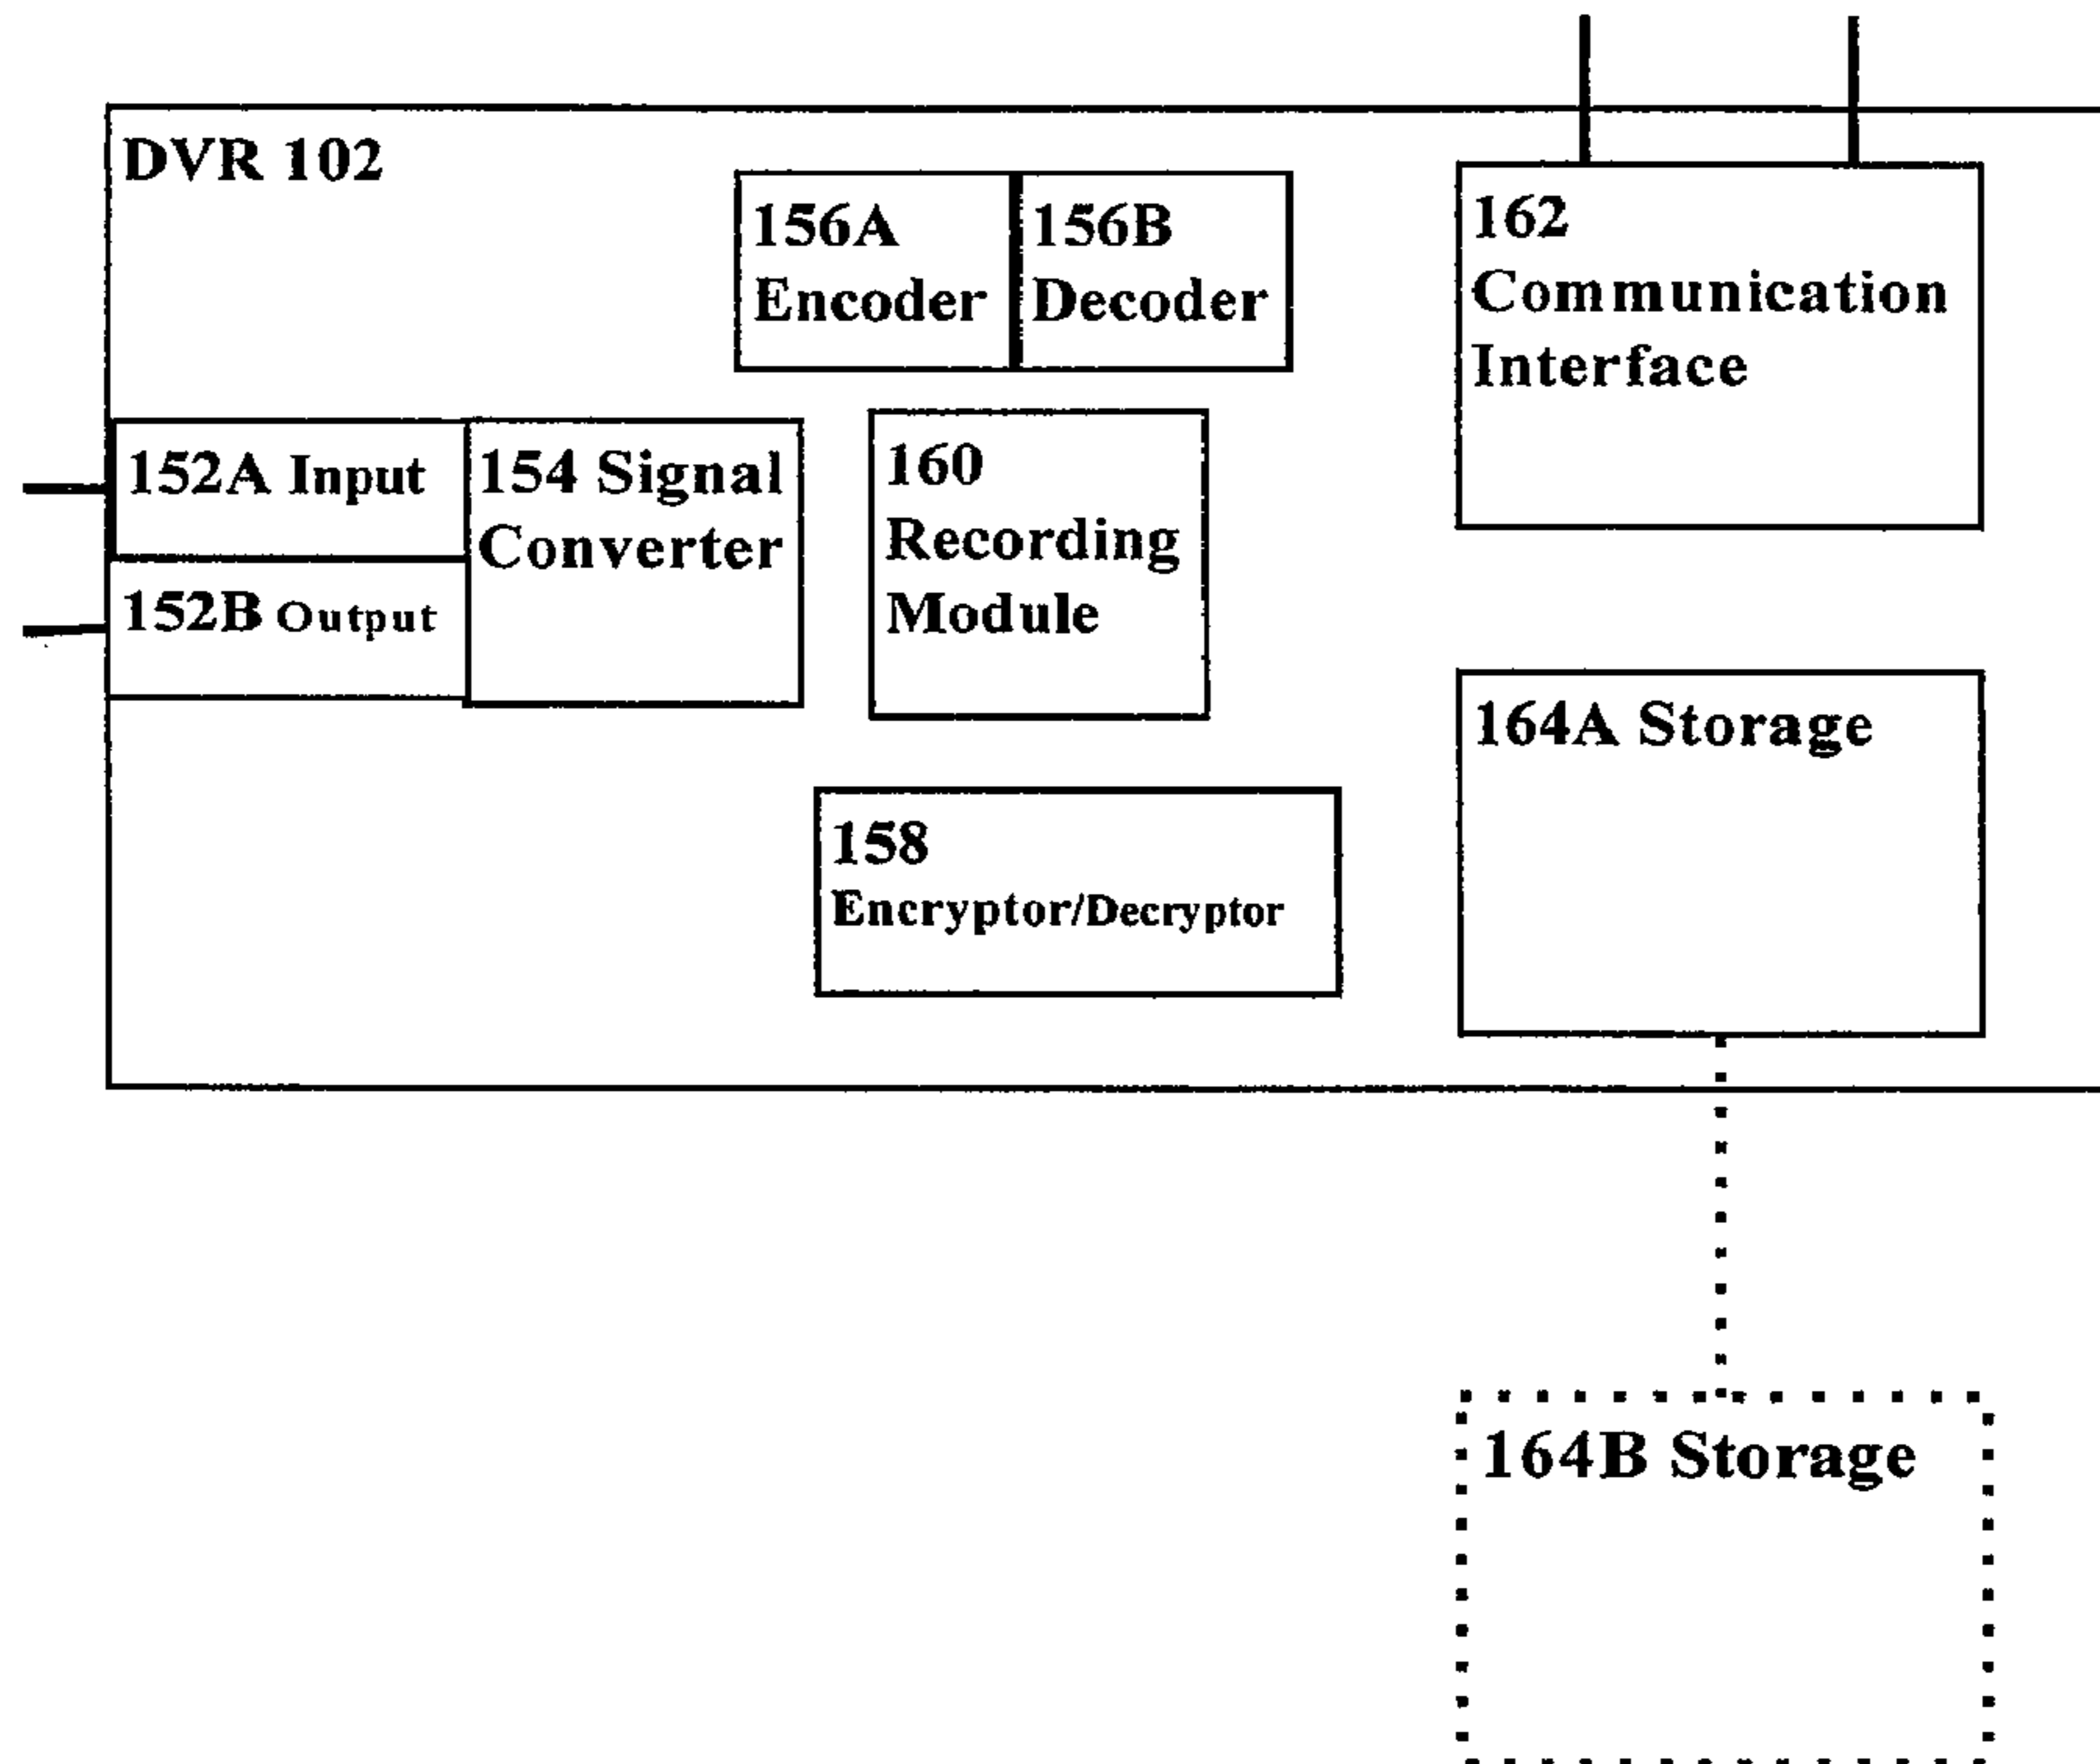 DVR 102
156A
Encoder
156B
Decoder
162
Communication
Interface
152A Input
152B Output
154 Signal
Converter
160
Recording
Module
164A Storage
158
Encryptor/Decryptor
164B Storage